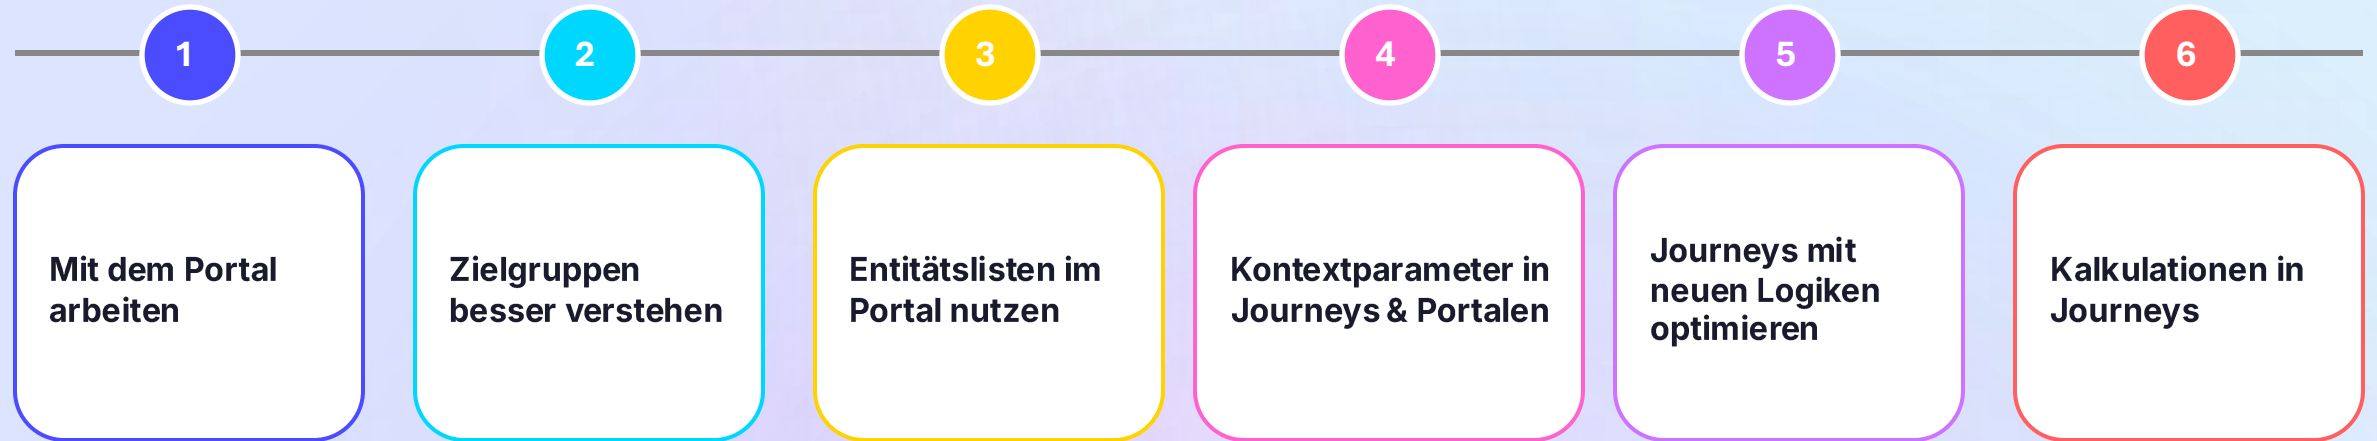 1
2
3
4
5
6
Mit dem Portal
arbeiten
Zielgruppen
besser verstehen
Entitätslisten im
Portal nutzen
Kontextparameter in
Journeys & Portalen
Journeys mit
neuen Logiken
optimieren
Kalkulationen in
Journeys